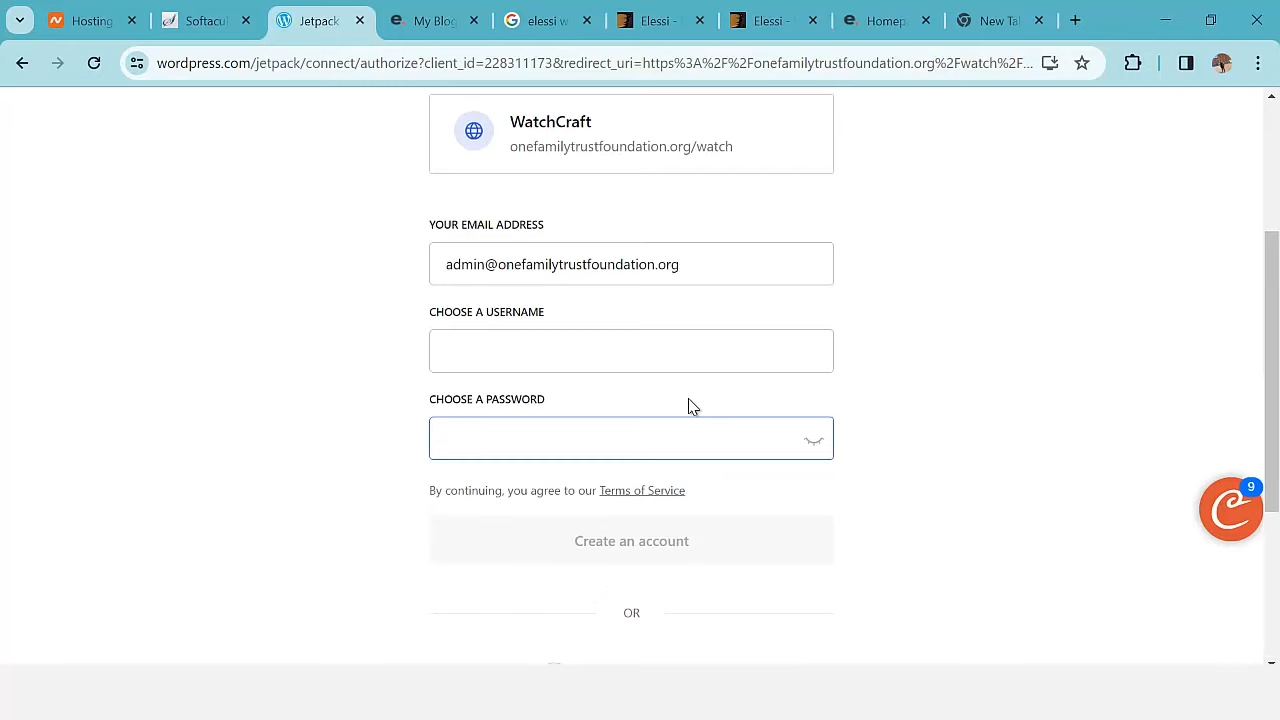 Hosting
Softacul
Jetpack
My Blog
elessi w
Elessi -
Elessi -
Homep
New Tal
wordpress.com/jetpack/connect/authorize?client_id=228311173&redirect_uri=https%3A%2F%2Fonefamilytrustfoundation.org%2Fwatch%2F...
WatchCraft
onefamilytrustfoundation.org/watch
YOUR EMAIL ADDRESS
admin@onefamilytrustfoundation.org
CHOOSE A USERNAME
CHOOSE A PASSWORD
By continuing, you agree to our Terms of Service
9
Create an account
OR